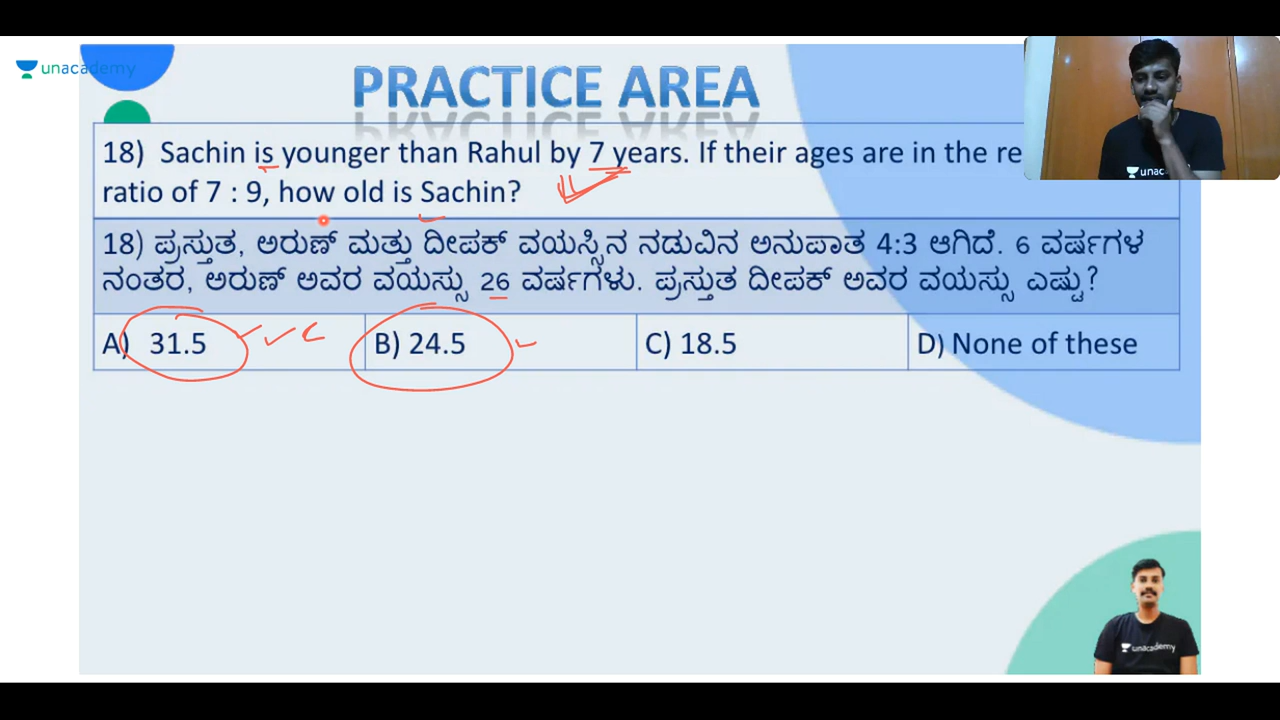 unacademy
PRACTICE AREA
18) Sachin is younger than Rahul by 7 years. If their ages are in the re
ratio of 7 : 9, how old is Sachin?
18) ಪ್ರಸ್ತುತ, ಅರುಣ್ ಮತ್ತು ದೀಪಕ್ ವಯಸ್ಸಿನ ನಡುವಿನ ಅನುಪಾತ 4:3 ಆಗಿದೆ. 6 ವರ್ಷಗಳ
ನಂತರ, ಅರುಣ್ ಅವರ ವಯಸ್ಸು 26 ವರ್ಷಗಳು. ಪ್ರಸ್ತುತ ದೀಪಕ್ ಅವರ ವಯಸ್ಸು ಎಷ್ಟು?
A) 31.5 B) 24.5 C) 18.5 D) None of these
unac
unacademy